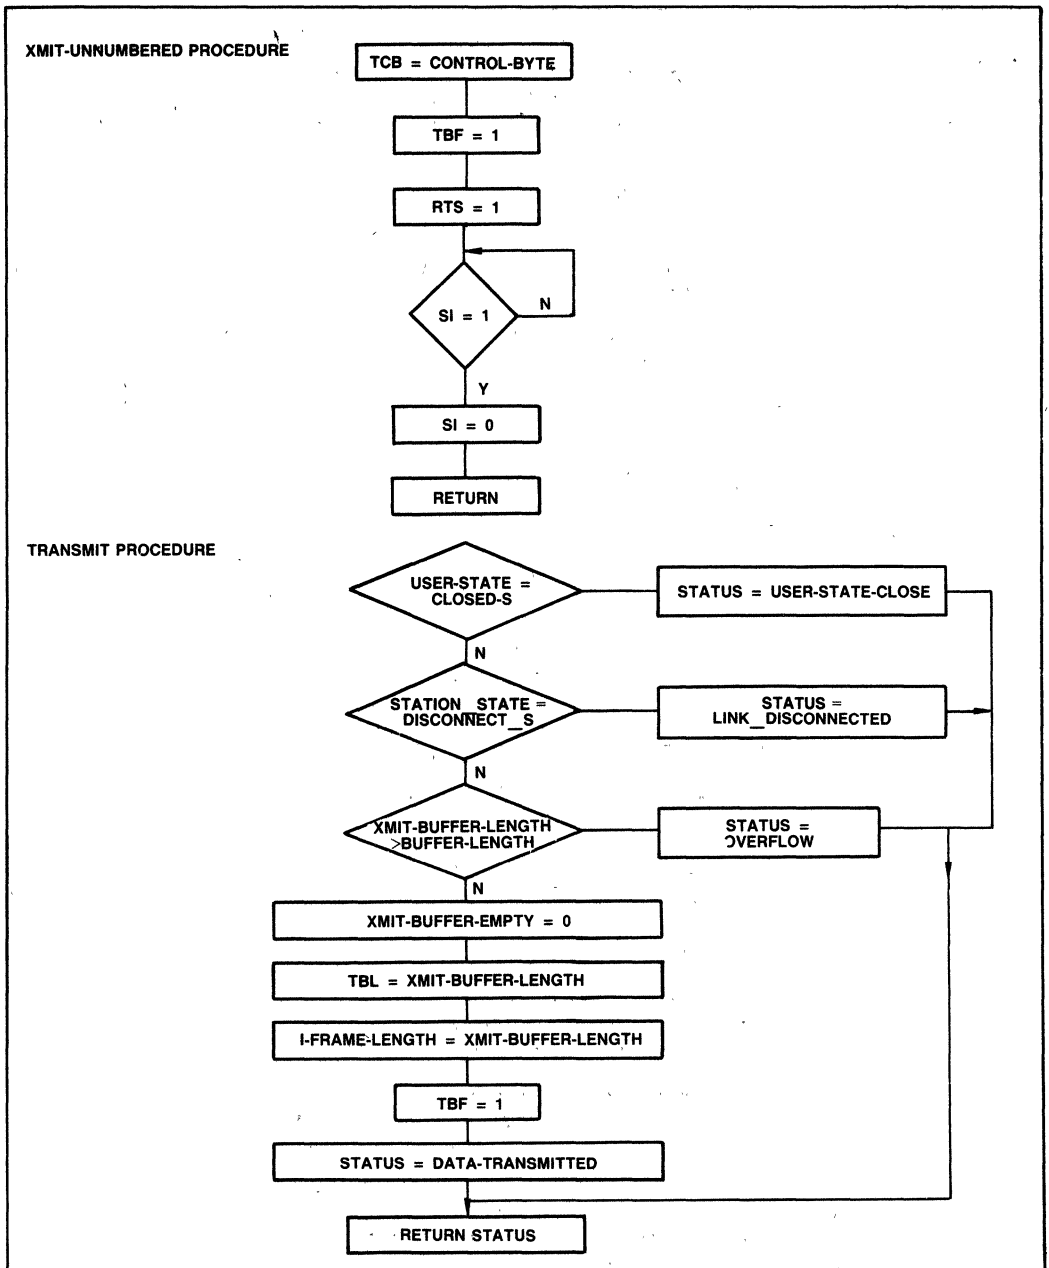 XMIT-UNNUMBERED PROCEDURE
TCB = CONTROL-BYTE
TBF = 1
RTS = 1
SI = 1
N
Y
SI = 0
RETURN
TRANSMIT PROCEDURE
USER-STATE =
CLOSED-S
STATUS = USER-STATE-CLOSE
N
STATION_STATE =
DISCONNECT_S
STATUS =
LINK_DISCONNECTED
N
XMIT-BUFFER-LENGTH
>BUFFER-LENGTH
STATUS =
OVERFLOW
N
XMIT-BUFFER-EMPTY = 0
TBL = XMIT-BUFFER-LENGTH
I-FRAME-LENGTH = XMIT-BUFFER-LENGTH
TBF = 1
STATUS = DATA-TRANSMITTED
RETURN STATUS